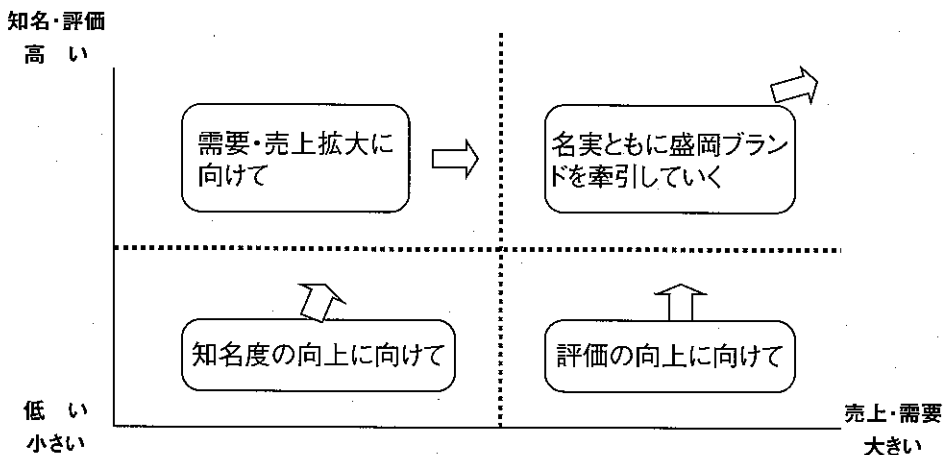 知名・評価
高　い
需要・売上拡大に
向けて
名実ともに盛岡ブラン
ドを牽引していく
知名度の向上に向けて
評価の向上に向けて
低　い
小さい
売上・需要
大きい